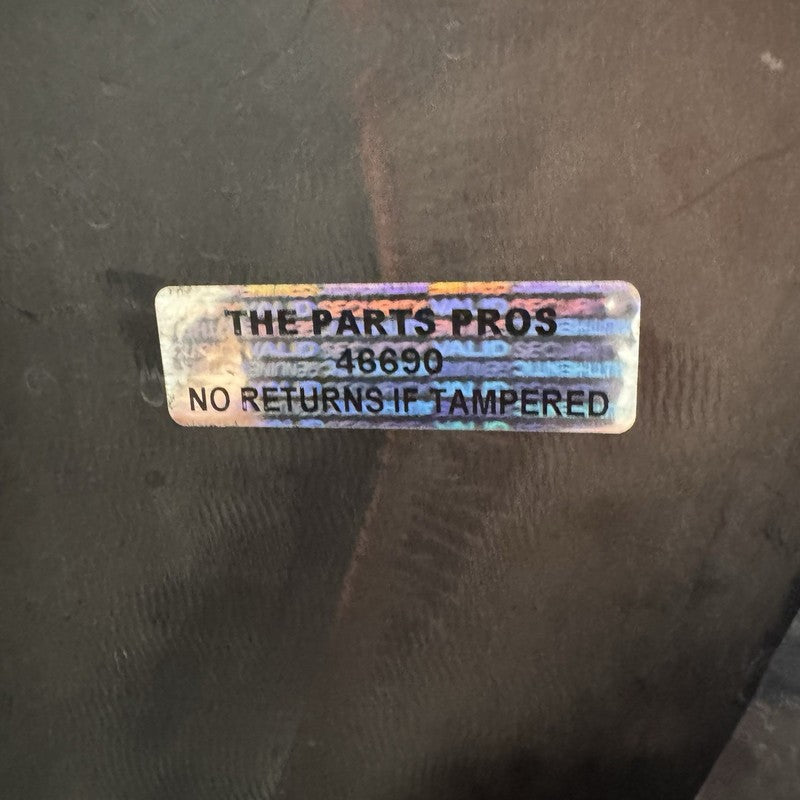 THE PARTS PROS
46690
NO RETURNS IF TAMPERED